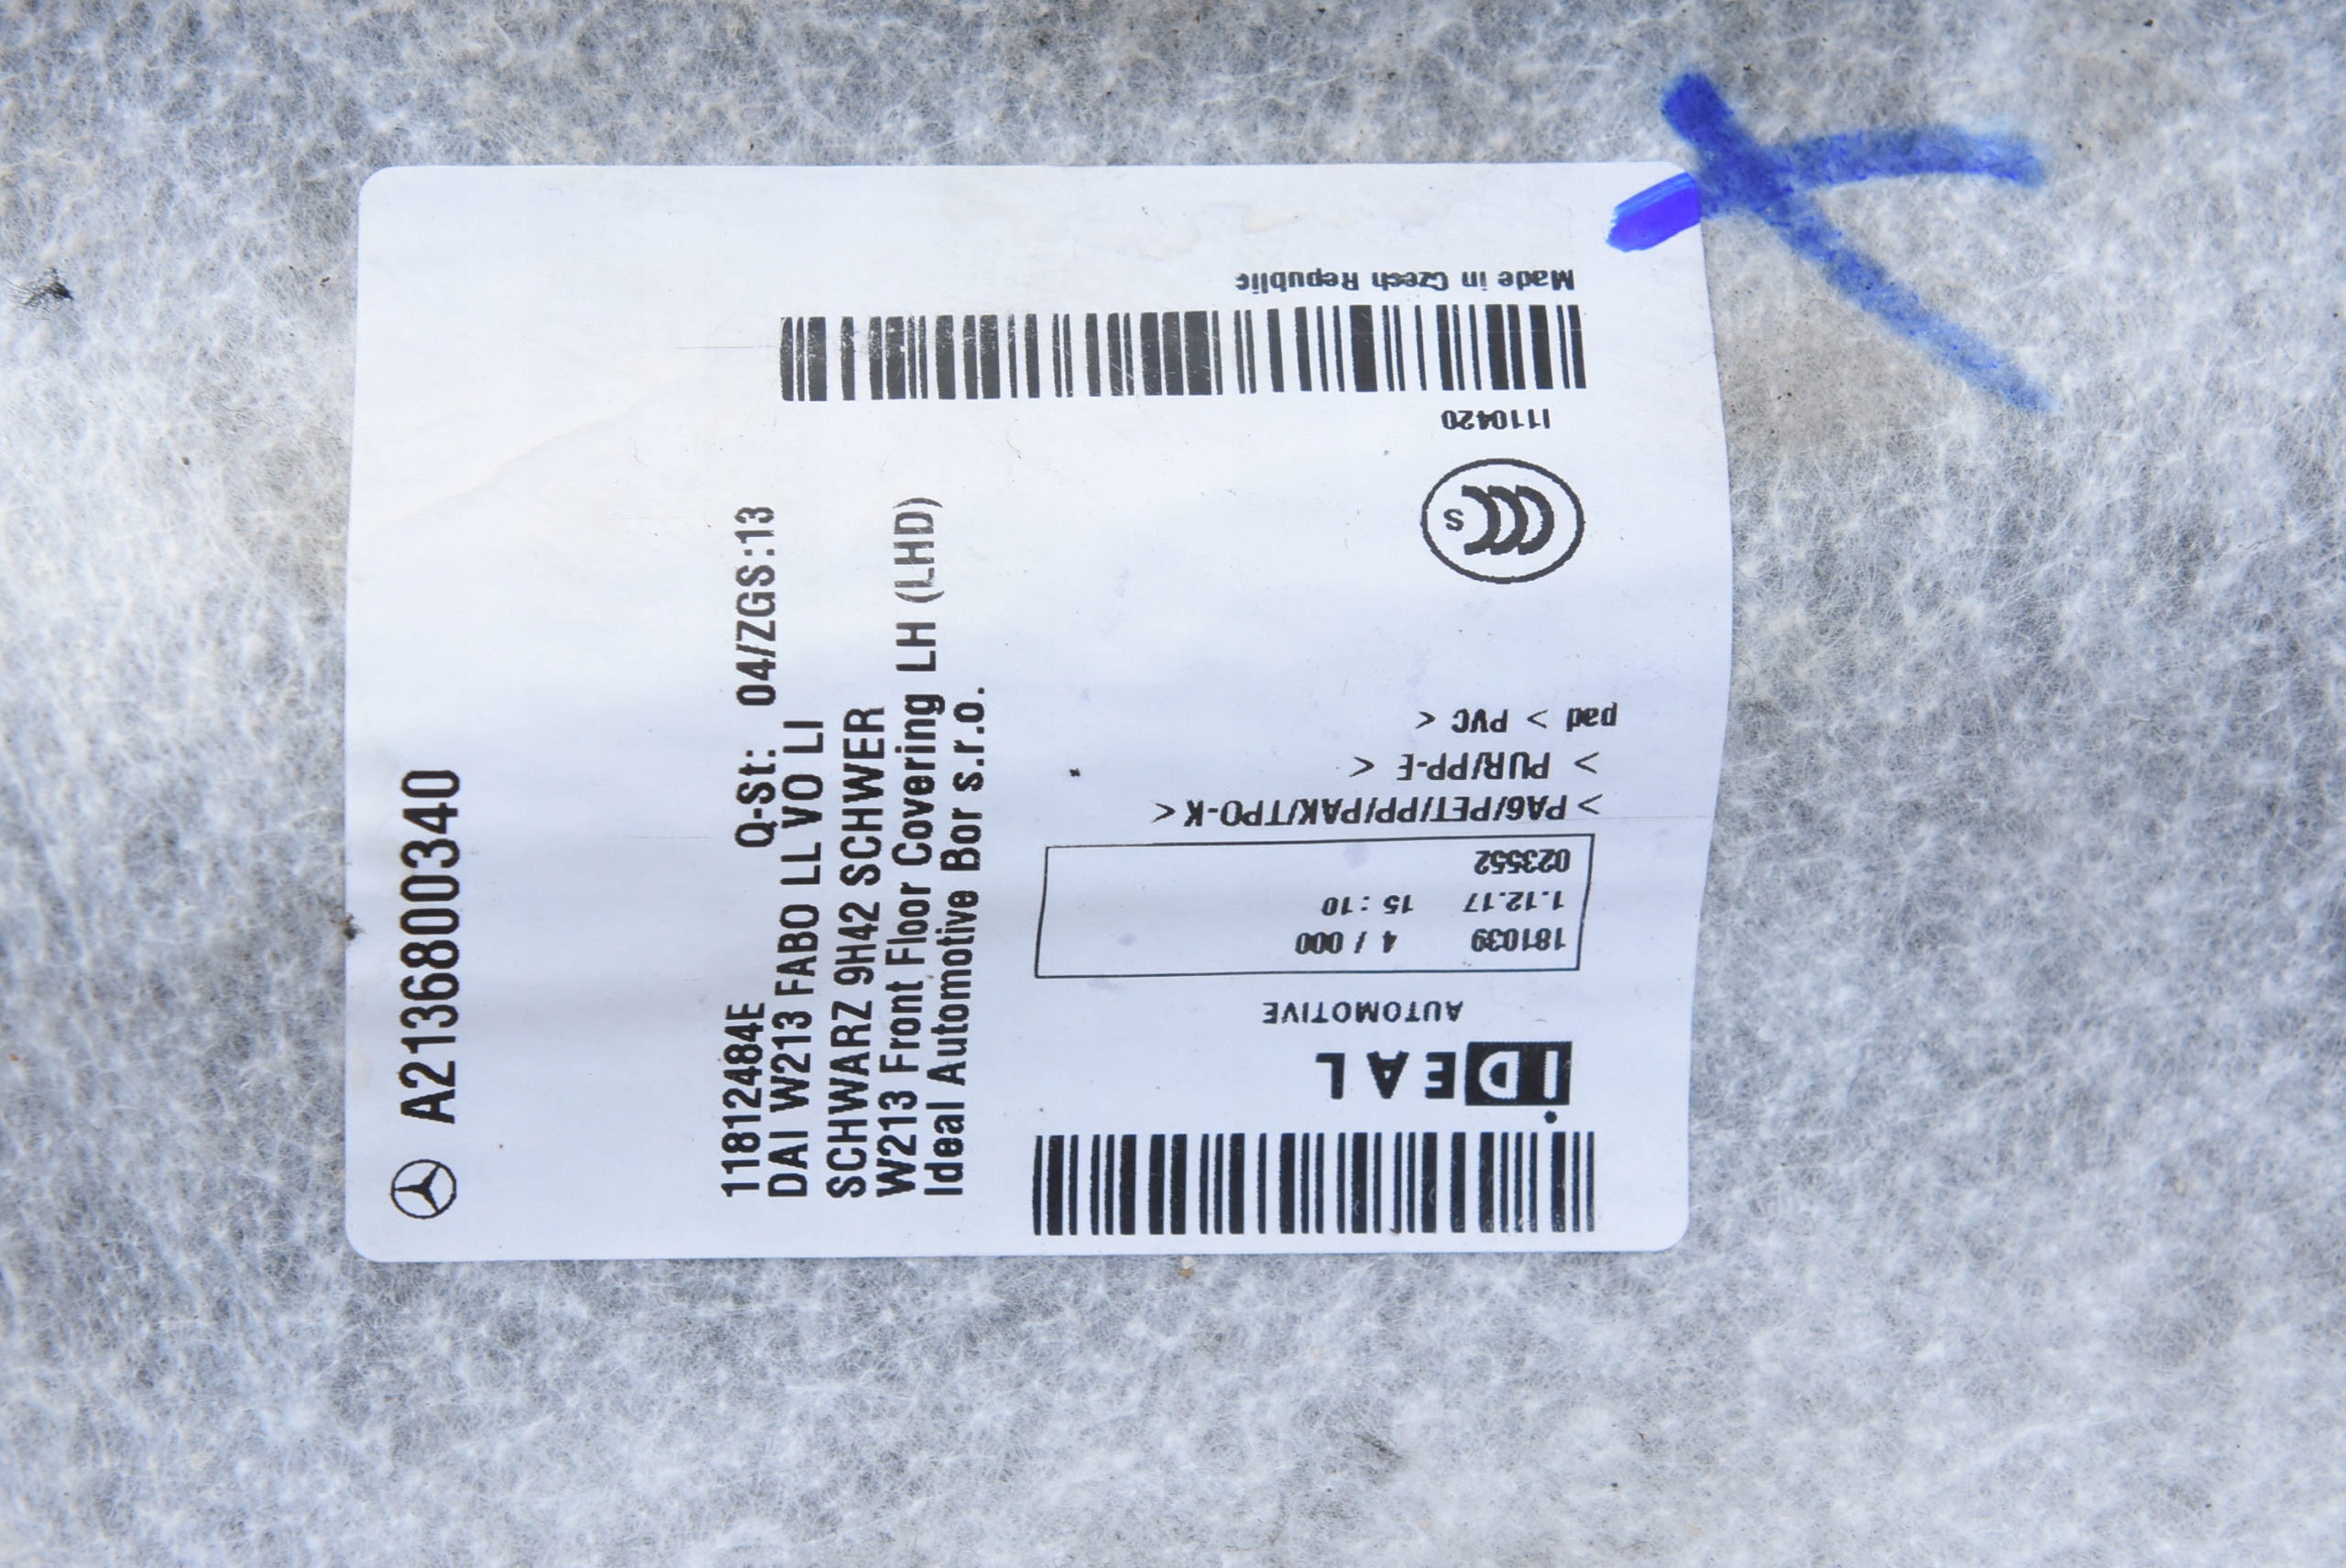 A2136800340
11812484E Q-St: 04/ZGS:13
DAI W213 FABO LL VO LI
SCHWARZ 9H42 SCHWER
W213 Front Floor Covering LH (LHD)
Ideal Automotive Bor s.r.o.
iDEAL
AUTOMOTIVE
181039 4 / 000
1.12.17 15:10
023552
> PA6/PET/PP/PAK/TPO-K <
> PUR/PP-E <
pad > PVC <
CCC S
I110420
Made in Czech Republic